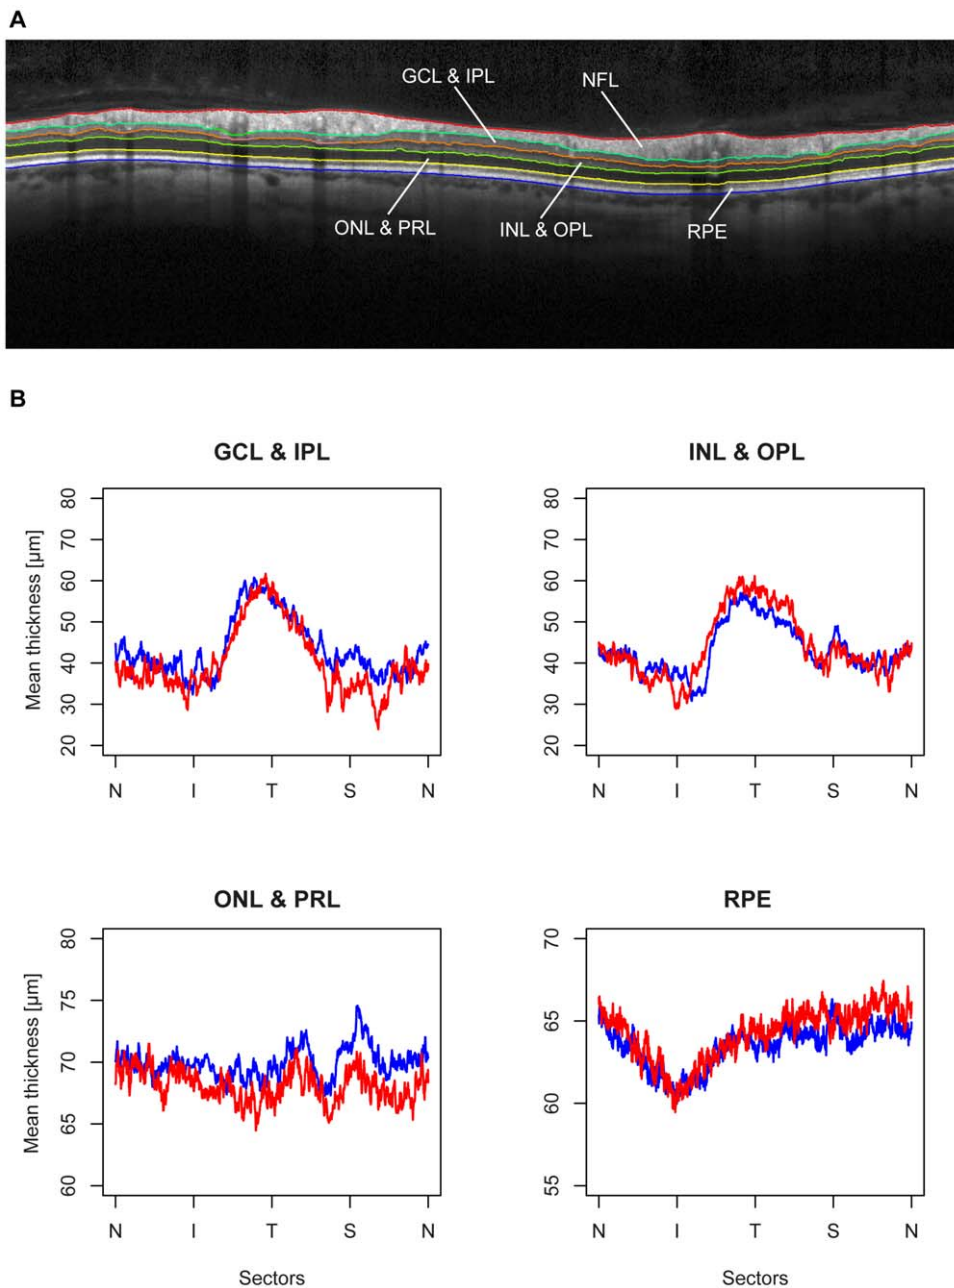 A
GCL & IPL
NFL
ONL & PRL
INL & OPL
RPE
B
GCL & IPL
INL & OPL
Mean thickness [µm]
80
70
60
50
40
30
20
N I T S N
80
70
60
50
40
30
20
N I T S N
ONL & PRL
RPE
Mean thickness [µm]
80
75
70
65
60
N I T S N
70
65
60
55
N I T S N
Sectors
Sectors